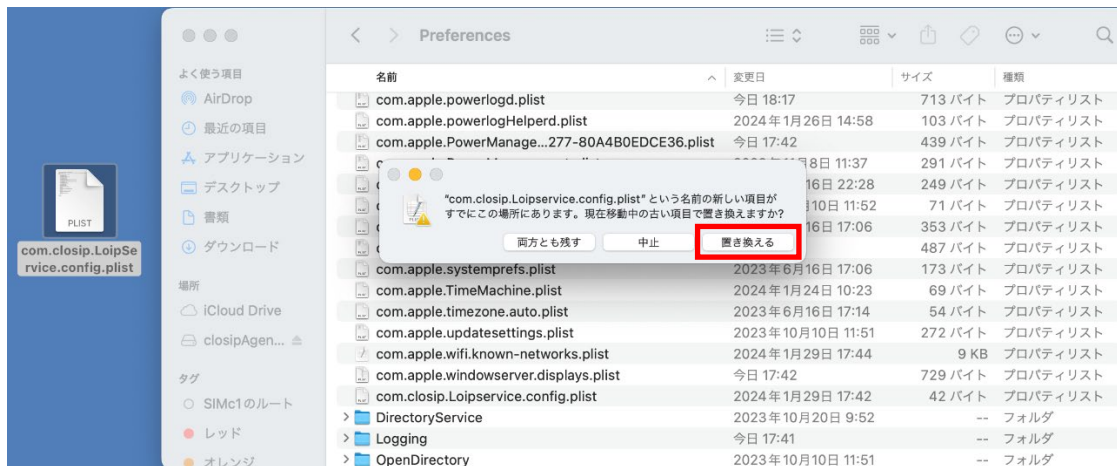 Preferences
よく使う項目
AirDrop
最近の項目
アプリケーション
デスクトップ
書類
ダウンロード
場所
iCloud Drive
closipAgen...
タグ
SIMc1のルート
レッド
オレンジ
PLIST
com.closip.LoipSe
rvice.config.plist
名前 変更日 サイズ 種類
com.apple.powerlogd.plist 今日 18:17 713 バイト プロパティリスト
com.apple.powerlogHelperd.plist 2024年1月26日 14:58 103 バイト プロパティリスト
com.apple.PowerManage...277-80A4B0EDCE36.plist 今日 17:42 439 バイト プロパティリスト
8日 11:37 291 バイト プロパティリスト
16日 22:28 249 バイト プロパティリスト
10日 11:52 71 バイト プロパティリスト
16日 17:06 353 バイト プロパティリスト
487 バイト プロパティリスト
"com.closip.Loipservice.config.plist" という名前の新しい項目が
すでにこの場所にあります。現在移動中の古い項目で置き換えますか?
両方とも残す 中止 置き換える
com.apple.systemprefs.plist 2023年6月16日 17:06 173 バイト プロパティリスト
com.apple.TimeMachine.plist 2024年1月24日 10:23 69 バイト プロパティリスト
com.apple.timezone.auto.plist 2023年6月16日 17:14 54 バイト プロパティリスト
com.apple.updatesettings.plist 2023年10月10日 11:51 272 バイト プロパティリスト
com.apple.wifi.known-networks.plist 2024年1月29日 17:44 9 KB プロパティリスト
com.apple.windowserver.displays.plist 今日 17:42 729 バイト プロパティリスト
com.closip.Loipservice.config.plist 2024年1月29日 17:42 42 バイト プロパティリスト
DirectoryService 2023年10月20日 9:52 -- フォルダ
Logging 今日 17:41 -- フォルダ
OpenDirectory 2023年10月10日 11:51 -- フォルダ